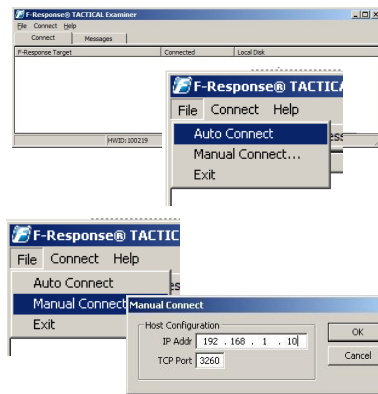 F-Response® TACTICAL Examiner
File Connect Help
Connect Messages
F-Response Target Connected Local Disk
HWID:100219
F-Response® TACTICA
File Connect Help
Auto Connect
Manual Connect...
Exit
F-Response® TACTIC
File Connect Help
Auto Connect
Manual Connect
Exit
Manual Connect
Host Configuration
IP Addr 192 . 168 . 1 . 10
TCP Port 3260
OK
Cancel